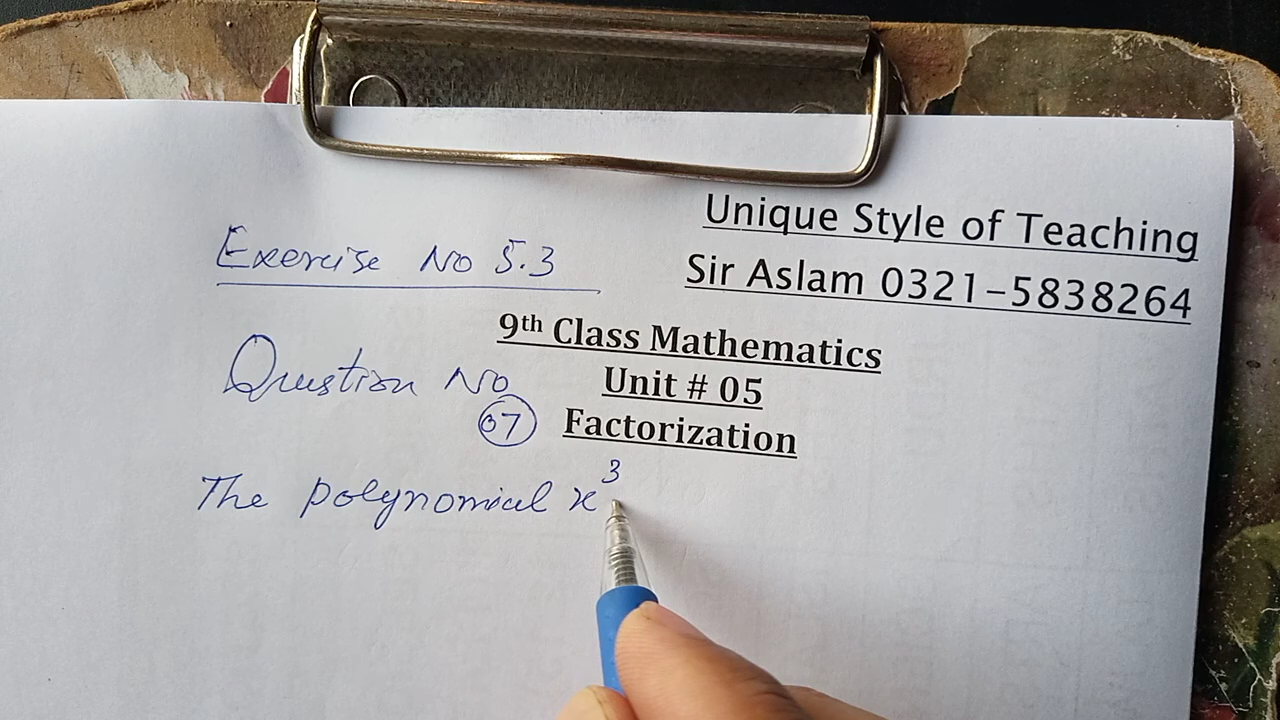 Unique Style of Teaching
Sir Aslam 0321-5838264
Exercise No 5.3
9th Class Mathematics
Unit # 05
Factorization
Question No
07
The polynomial x³